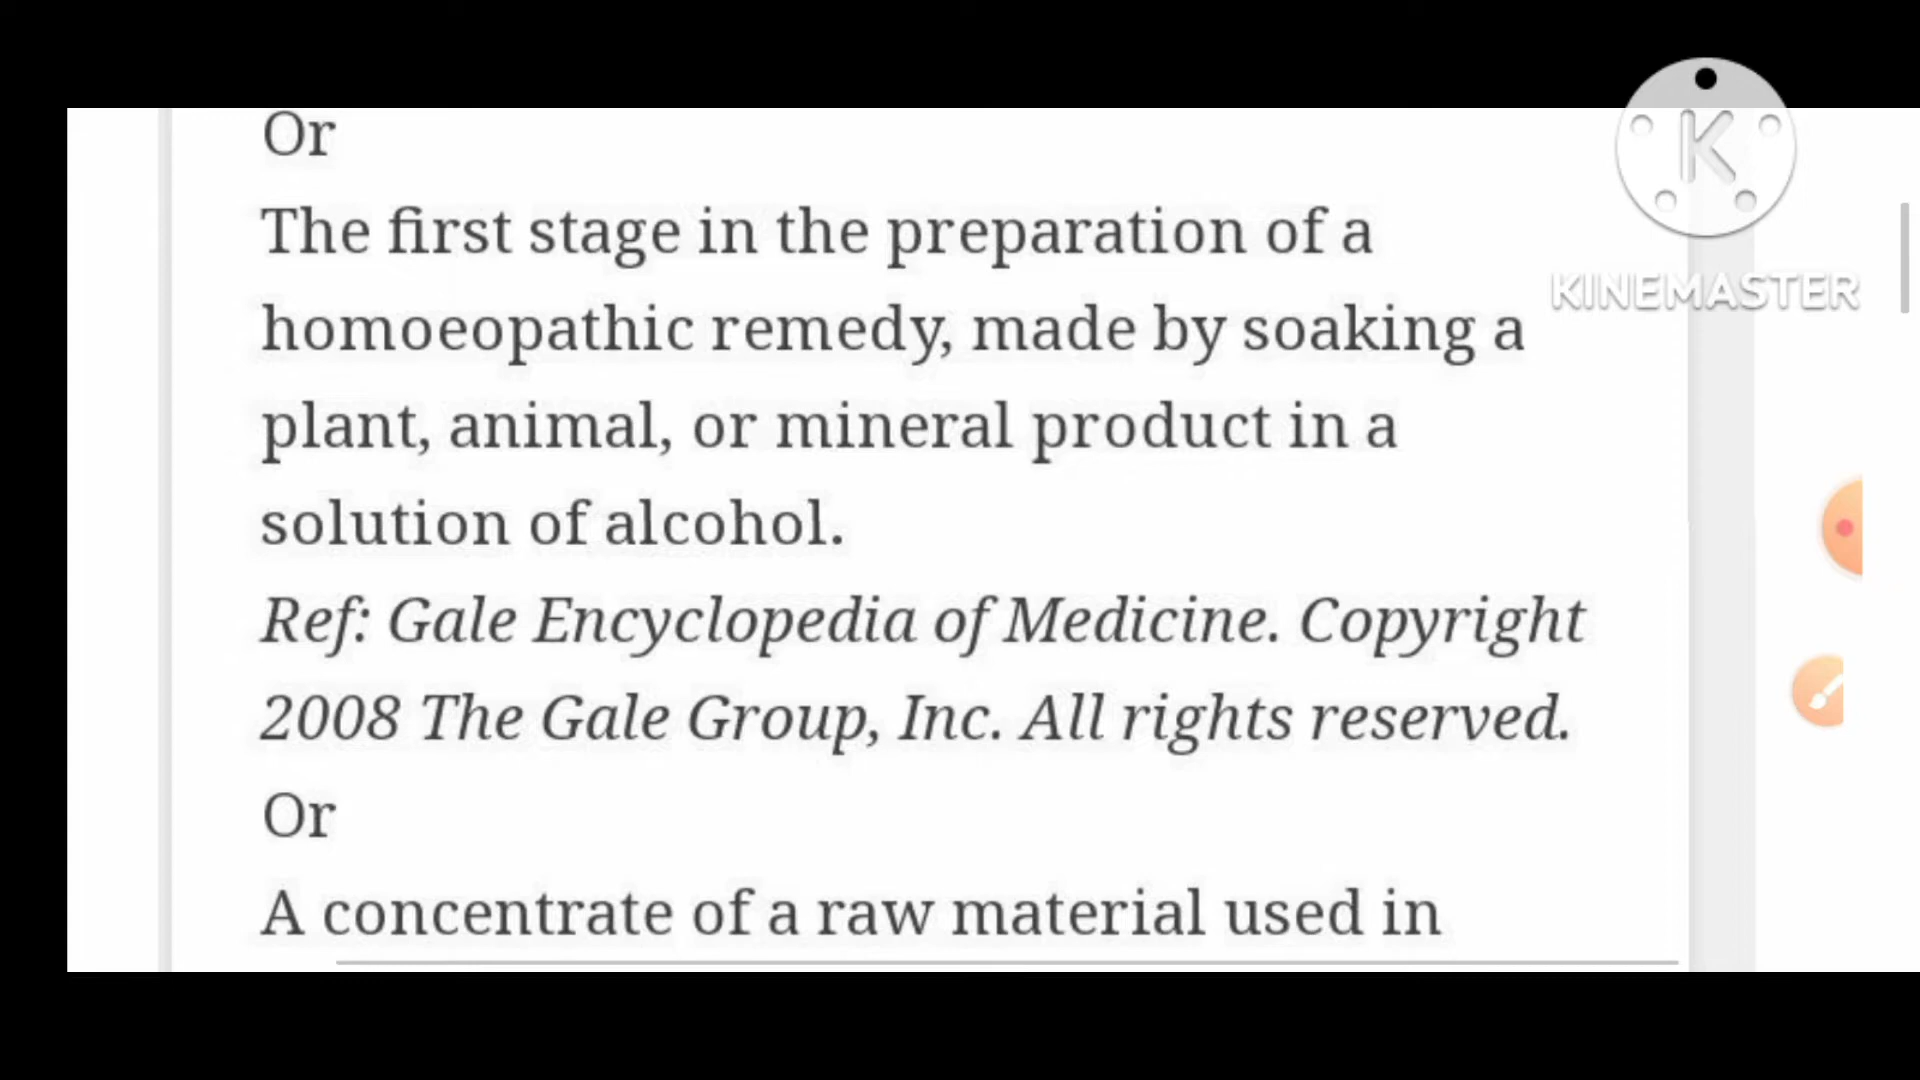 Or
The first stage in the preparation of a
homoeopathic remedy, made by soaking a
plant, animal, or mineral product in a
solution of alcohol.
Ref: Gale Encyclopedia of Medicine. Copyright
2008 The Gale Group, Inc. All rights reserved.
Or
A concentrate of a raw material used in
K
KINEMASTER